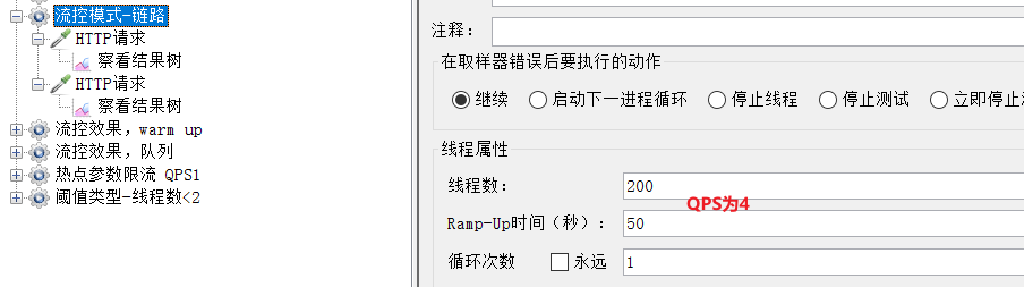 流控模式-链路
HTTP请求
察看结果树
HTTP请求
察看结果树
流控效果，warm up
流控效果，队列
热点参数限流 QPS1
阈值类型-线程数<2
注释：
在取样器错误后要执行的动作
继续 启动下一进程循环 停止线程 停止测试 立即停止
线程属性
线程数： 200
QPS为4
Ramp-Up时间（秒）： 50
循环次数 永远 1